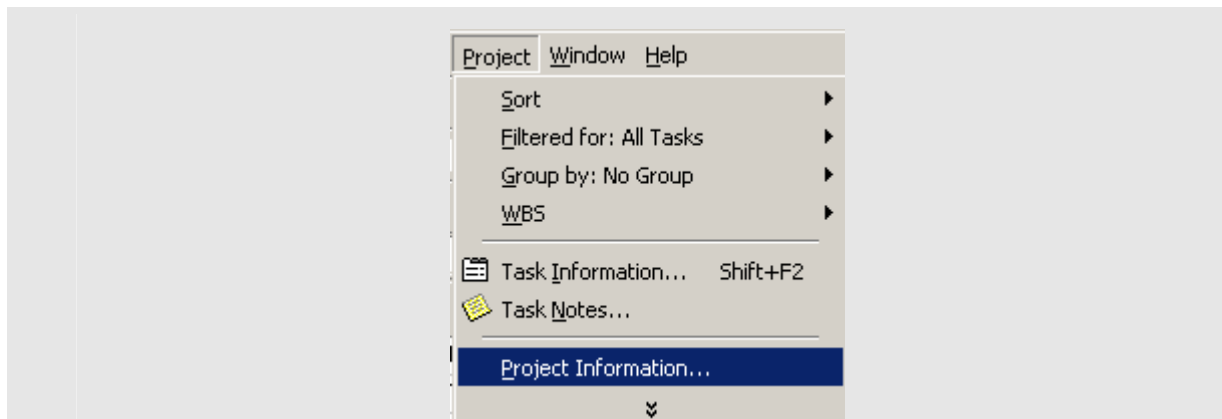 Project Window Help
Sort
Filtered for: All Tasks
Group by: No Group
WBS
Task Information... Shift+F2
Task Notes...
Project Information...